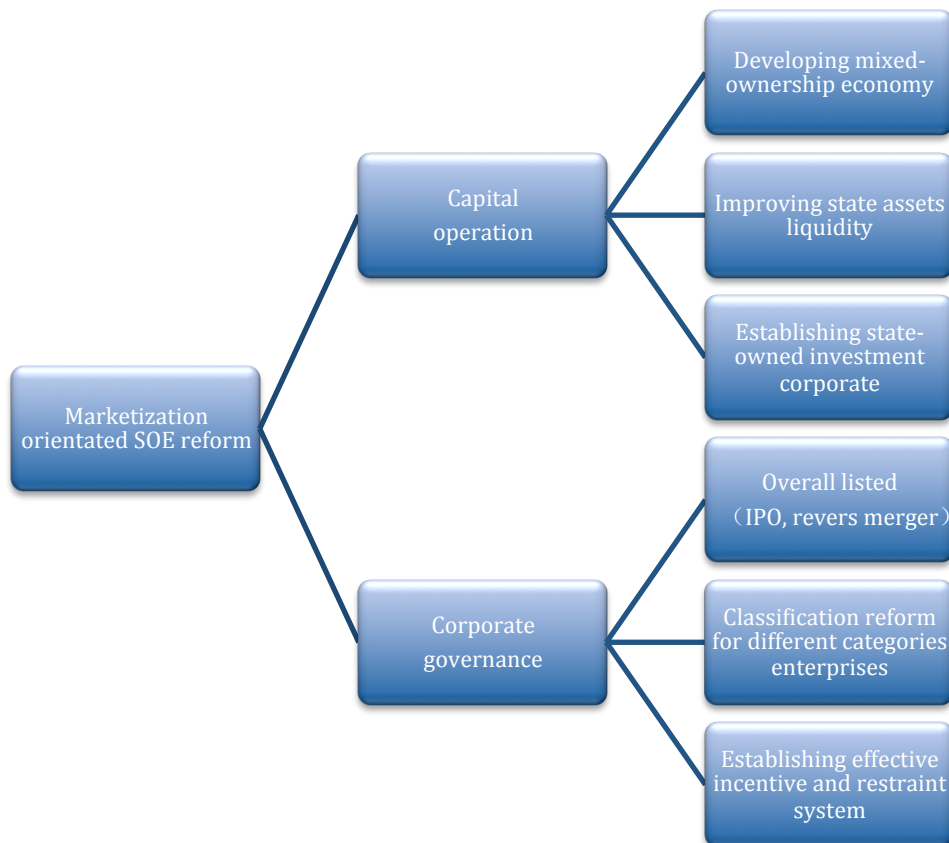 Developing mixed-
ownership economy
Capital
operation
Improving state assets
liquidity
Establishing state-
owned investment
corporate
Marketization
orientated SOE reform
Overall listed
（IPO, revers merger）
Corporate
governance
Classification reform
for different categories
enterprises
Establishing effective
incentive and restraint
system